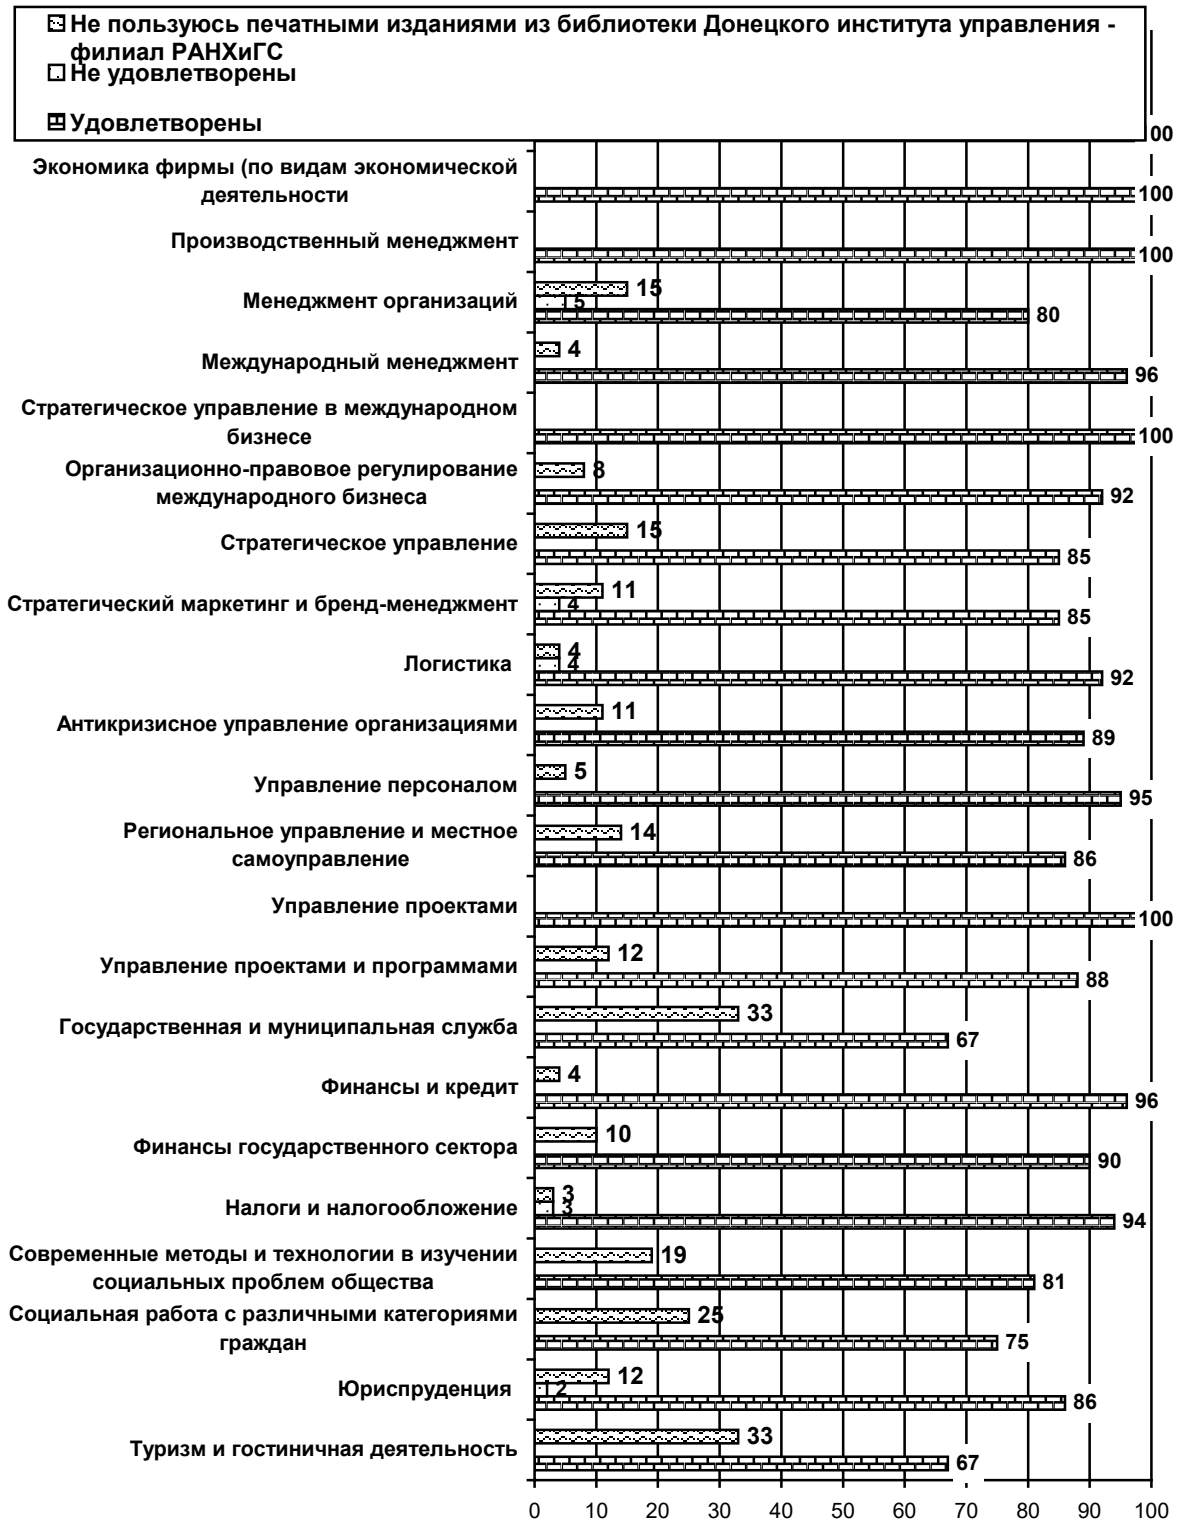 Не пользуюсь печатными изданиями из библиотеки Донецкого института управления -
филиал РАНХиГС
Не удовлетворены
Удовлетворены
00
Экономика фирмы (по видам экономической
деятельности
100
Производственный менеджмент
100
Менеджмент организаций
15
5
80
Международный менеджмент
4
96
Стратегическое управление в международном
бизнесе
100
Организационно-правовое регулирование
международного бизнеса
8
92
Стратегическое управление
15
85
Стратегический маркетинг и бренд-менеджмент
11
4
85
Логистика
4
4
92
Антикризисное управление организациями
11
89
Управление персоналом
5
95
Региональное управление и местное
самоуправление
14
86
Управление проектами
100
Управление проектами и программами
12
88
Государственная и муниципальная служба
33
67
Финансы и кредит
4
96
Финансы государственного сектора
10
90
Налоги и налогообложение
3
3
94
Современные методы и технологии в изучении
социальных проблем общества
19
81
Социальная работа с различными категориями
граждан
25
75
Юриспруденция
12
2
86
Туризм и гостиничная деятельность
33
67
0 10 20 30 40 50 60 70 80 90 100